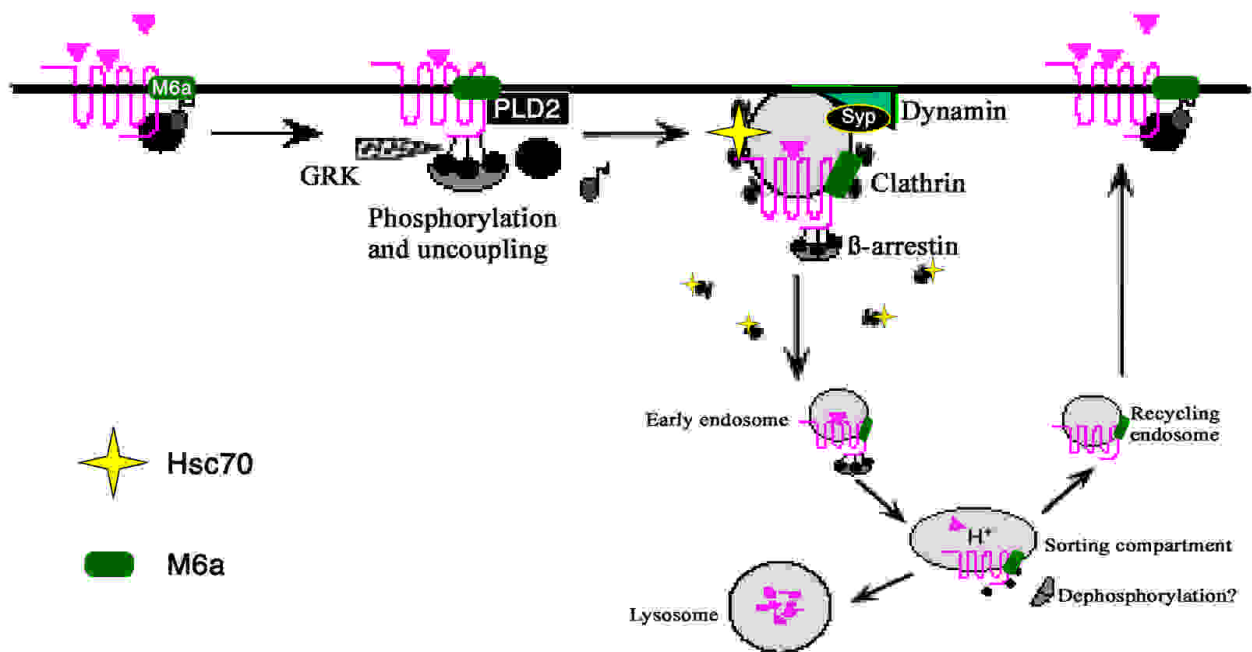 M6a
PLD2
GRK
Phosphorylation
and uncoupling
Syp
Dynamin
Clathrin
ß-arrestin
Early endosome
Recycling
endosome
Hsc70
M6a
H+
Sorting compartment
Dephosphorylation?
Lysosome